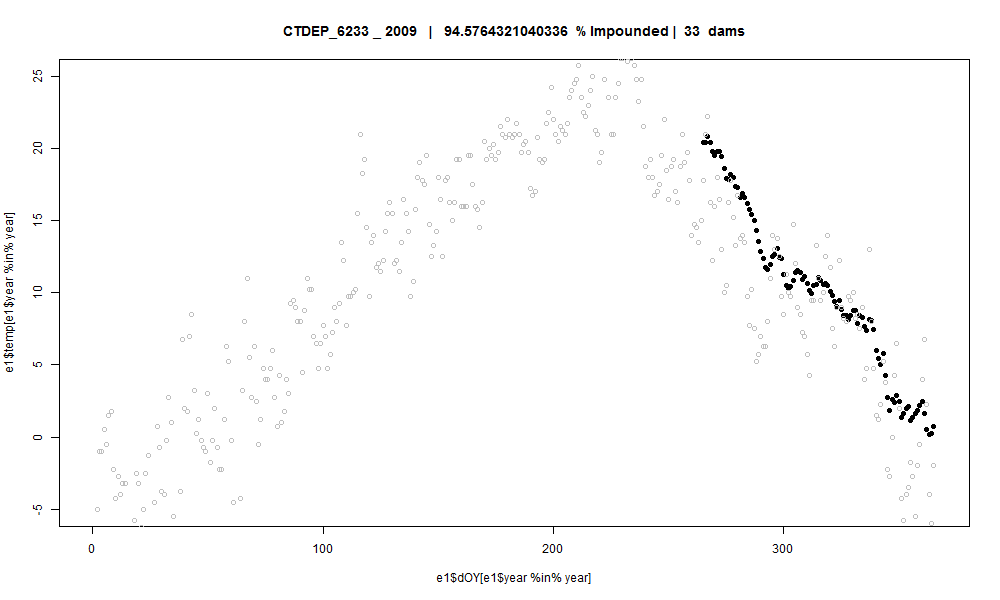 CTDEP_6233 _ 2009 | 94.5764321040336 % Impounded | 33 dams
25
20
15
10
5
0
-5
e1$temp[e1$year %in% year]
0 100 200 300
e1$dOY[e1$year %in% year]